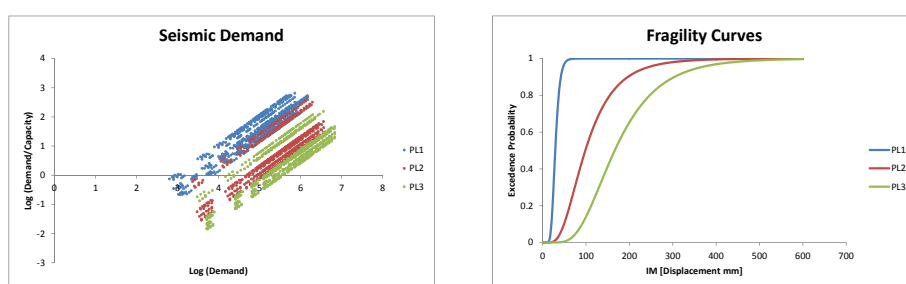 Seismic Demand
Log (Demand/Capacity)
4
3
2
1
0
-1
-2
-3
0 1 2 3 4 5 6 7 8
Log (Demand)
PL1
PL2
PL3
Fragility Curves
Excedence Probability
1
0.8
0.6
0.4
0.2
0
0 100 200 300 400 500 600 700
IM [Displacement mm]
PL1
PL2
PL3